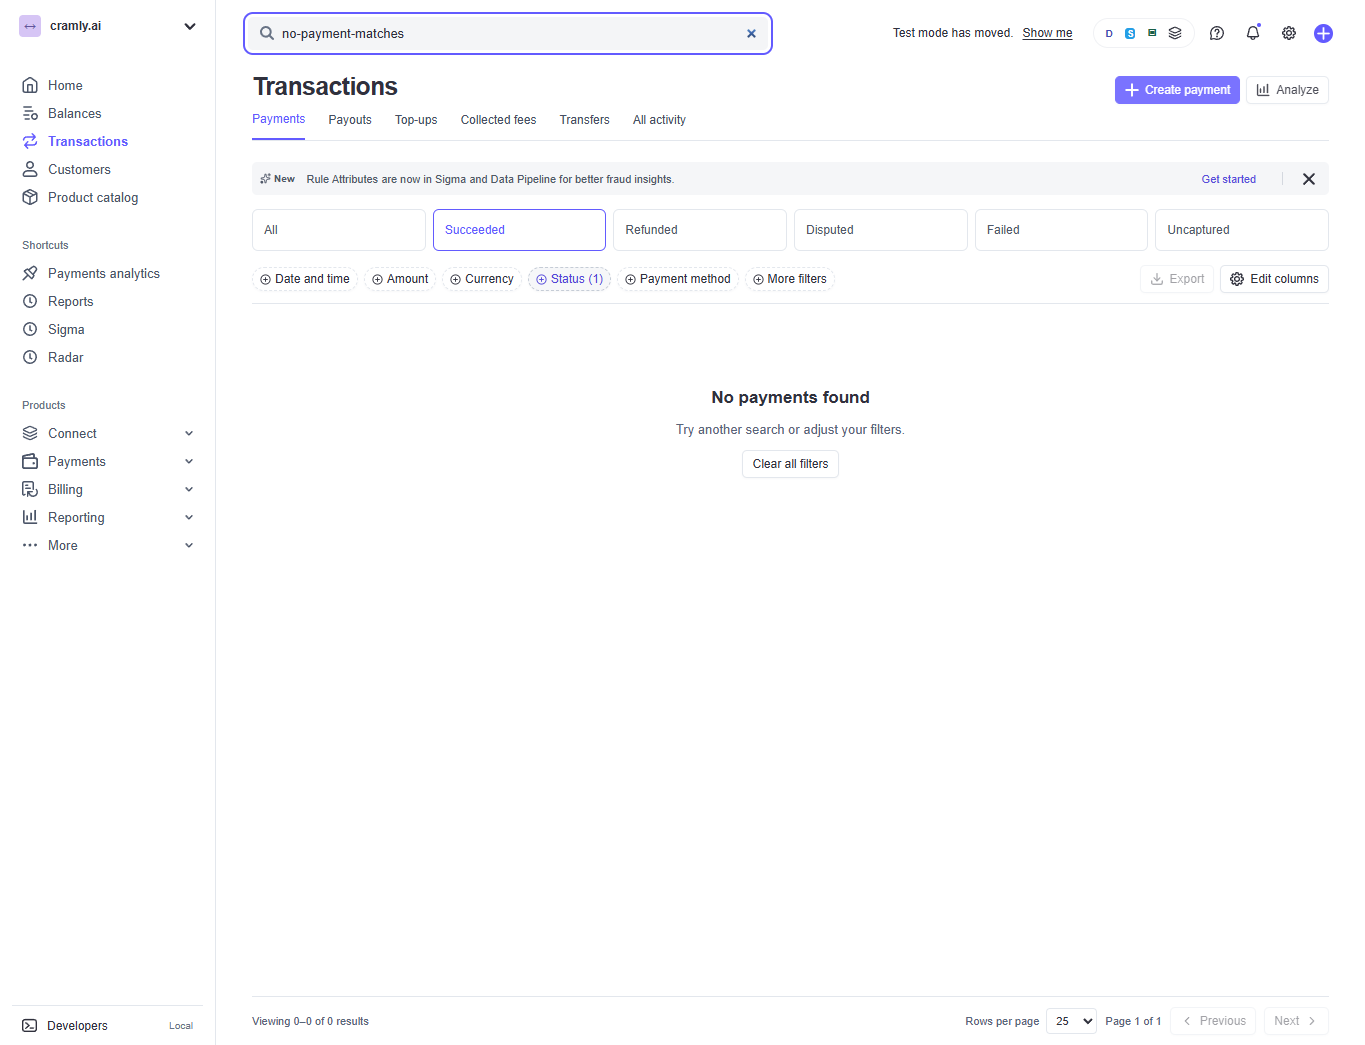 cramly.ai
no-payment-matches
Test mode has moved. Show me
D S
Home
Balances
Transactions
Customers
Product catalog
Shortcuts
Payments analytics
Reports
Sigma
Radar
Products
Connect
Payments
Billing
Reporting
More
Developers Local
Transactions
Create payment Analyze
Payments Payouts Top-ups Collected fees Transfers All activity
New Rule Attributes are now in Sigma and Data Pipeline for better fraud insights. Get started
All Succeeded Refunded Disputed Failed Uncaptured
Date and time Amount Currency Status (1) Payment method More filters Export Edit columns
No payments found
Try another search or adjust your filters.
Clear all filters
Viewing 0–0 of 0 results Rows per page 25 Page 1 of 1 Previous Next